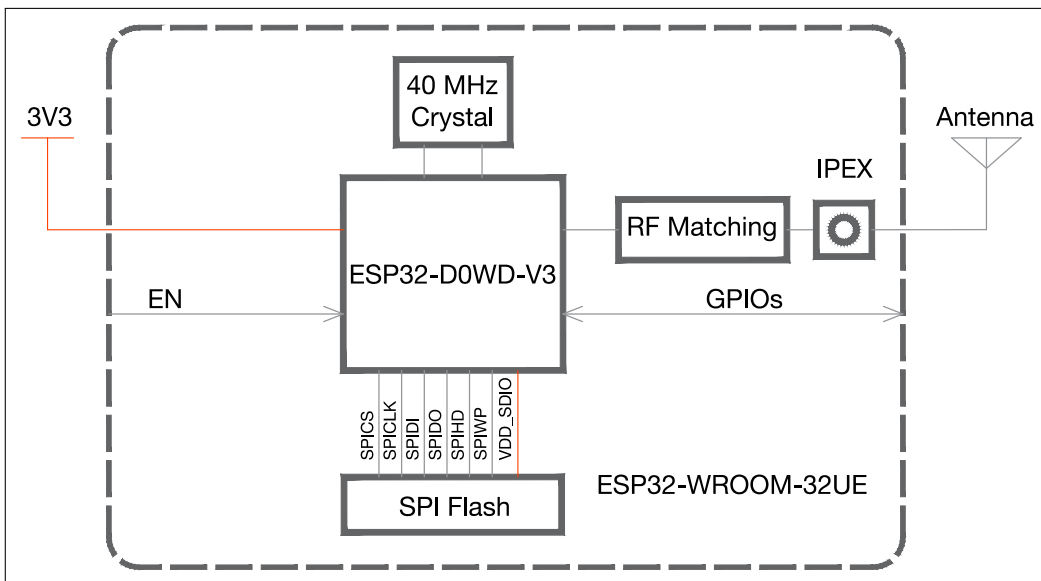 40 MHz
Crystal
3V3
Antenna
IPEX
RF Matching
ESP32-D0WD-V3
EN
GPIOs
SPICS
SPICLK
SPIDI
SPIDO
SPIHD
SPIWP
VDD_SDIO
ESP32-WROOM-32UE
SPI Flash